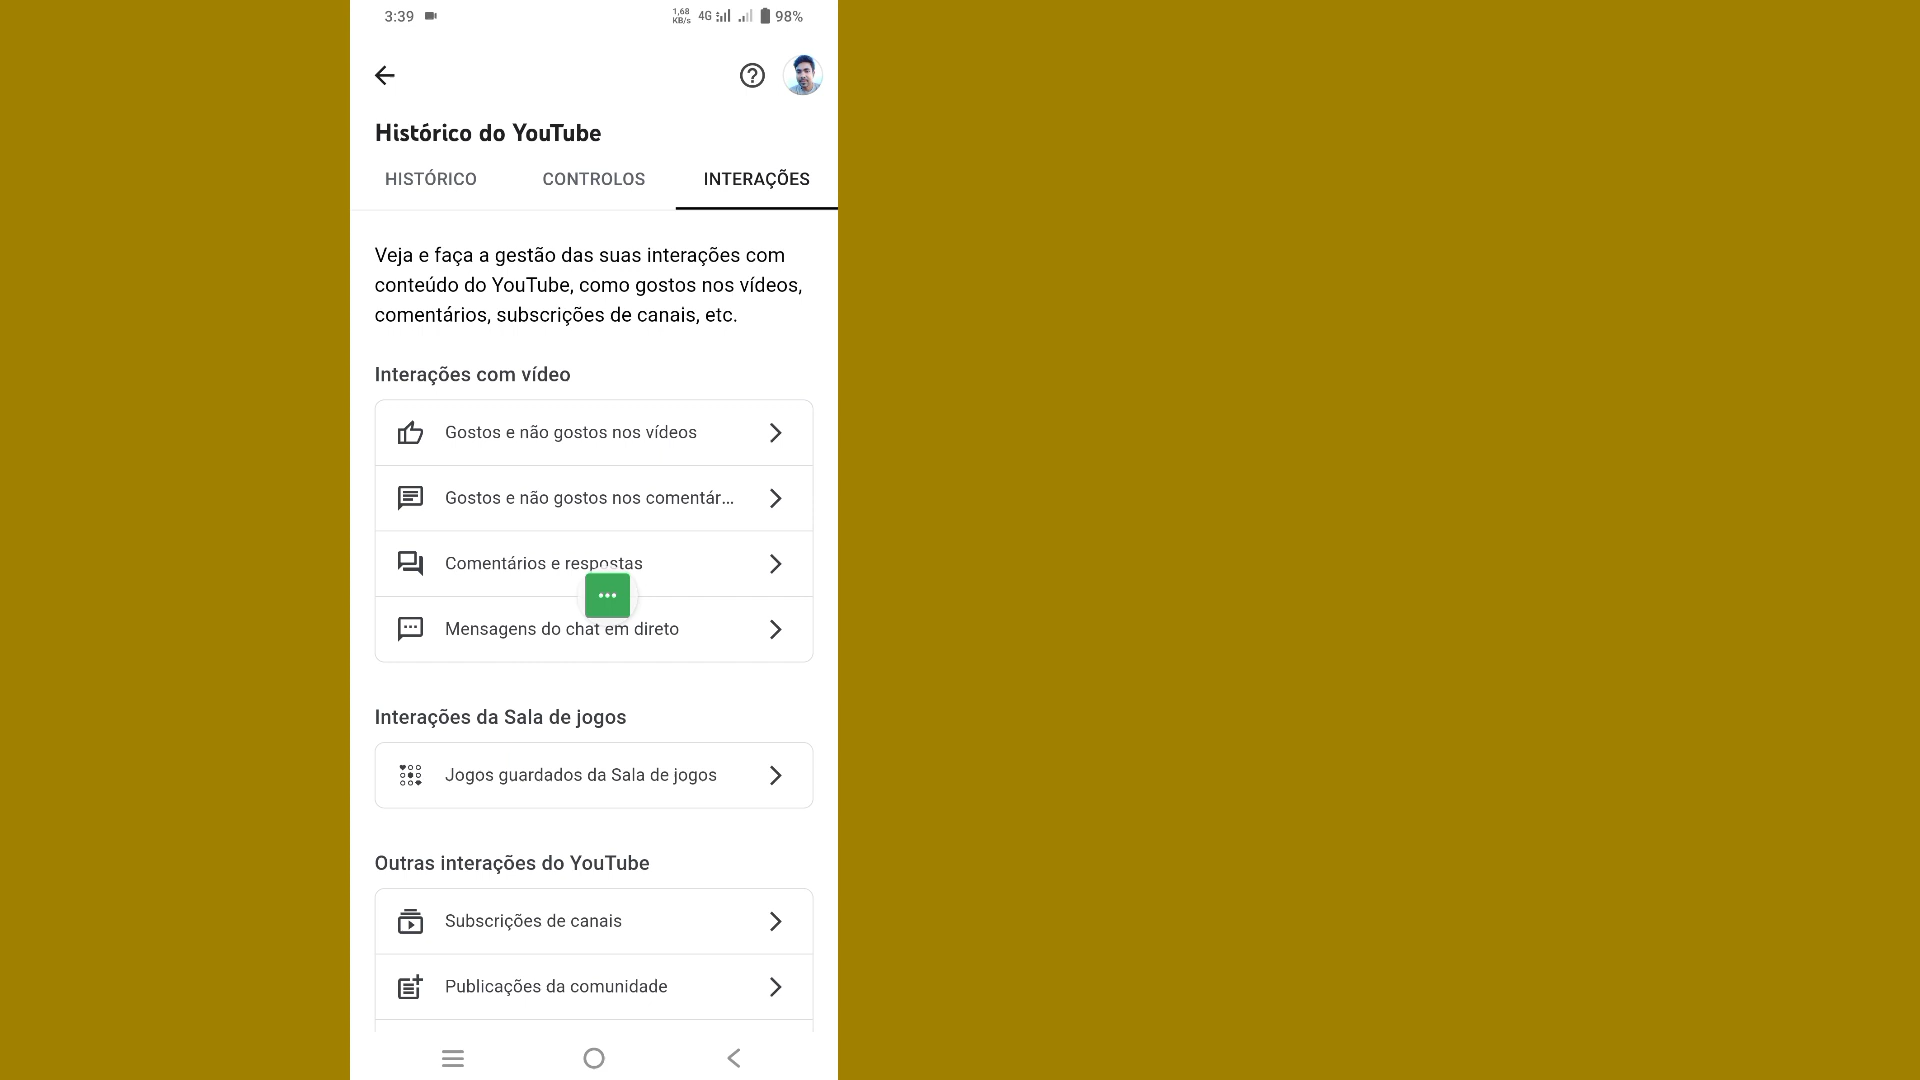 3:39
1,68
KB/s
4G
98%
Histórico do YouTube
HISTÓRICO
CONTROLOS
INTERAÇÕES
Veja e faça a gestão das suas interações com
conteúdo do YouTube, como gostos nos vídeos,
comentários, subscrições de canais, etc.
Interações com vídeo
Gostos e não gostos nos vídeos
Gostos e não gostos nos comentár...
Comentários e respostas
Mensagens do chat em direto
Interações da Sala de jogos
Jogos guardados da Sala de jogos
Outras interações do YouTube
Subscrições de canais
Publicações da comunidade